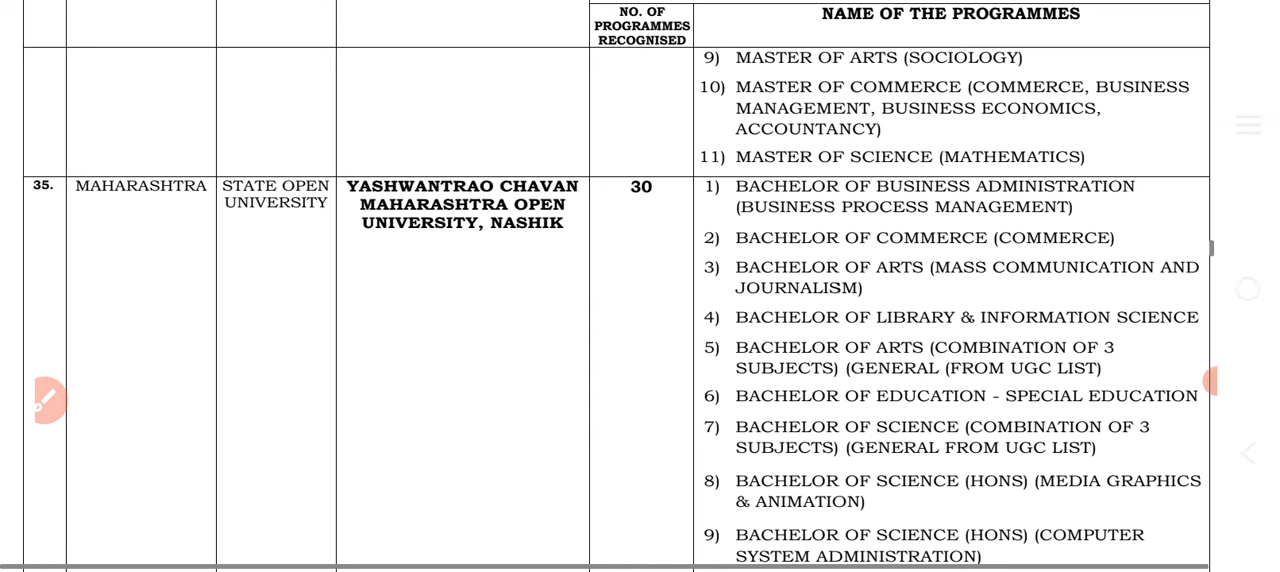 NO. OF
PROGRAMMES
RECOGNISED
NAME OF THE PROGRAMMES
9) MASTER OF ARTS (SOCIOLOGY)
10) MASTER OF COMMERCE (COMMERCE, BUSINESS
MANAGEMENT, BUSINESS ECONOMICS,
ACCOUNTANCY)
11) MASTER OF SCIENCE (MATHEMATICS)
35.
MAHARASHTRA
STATE OPEN
UNIVERSITY
YASHWANTRAO CHAVAN
MAHARASHTRA OPEN
UNIVERSITY, NASHIK
30
1) BACHELOR OF BUSINESS ADMINISTRATION
(BUSINESS PROCESS MANAGEMENT)
2) BACHELOR OF COMMERCE (COMMERCE)
3) BACHELOR OF ARTS (MASS COMMUNICATION AND
JOURNALISM)
4) BACHELOR OF LIBRARY & INFORMATION SCIENCE
5) BACHELOR OF ARTS (COMBINATION OF 3
SUBJECTS) (GENERAL (FROM UGC LIST)
6) BACHELOR OF EDUCATION - SPECIAL EDUCATION
7) BACHELOR OF SCIENCE (COMBINATION OF 3
SUBJECTS) (GENERAL FROM UGC LIST)
8) BACHELOR OF SCIENCE (HONS) (MEDIA GRAPHICS
& ANIMATION)
9) BACHELOR OF SCIENCE (HONS) (COMPUTER
SYSTEM ADMINISTRATION)